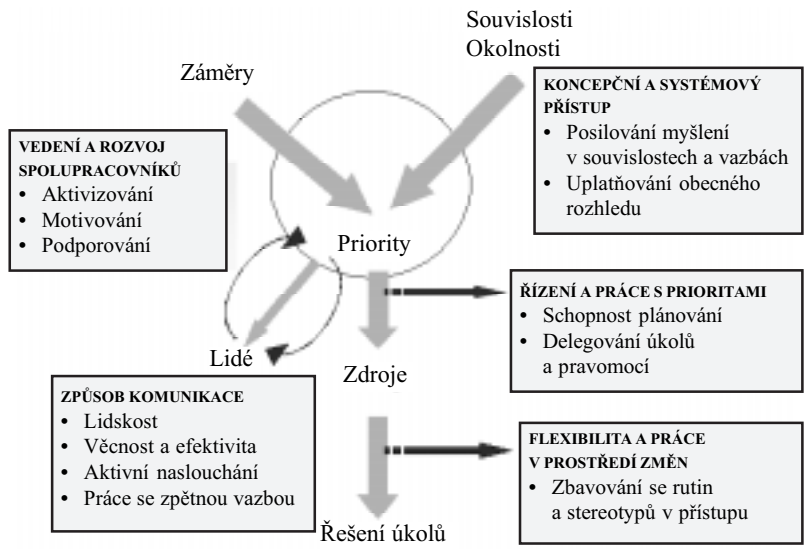 Souvislosti
Okolnosti
Záměry
KONCEPČNÍ A SYSTÉMOVÝ
PŘÍSTUP
• Posilování myšlení
v souvislostech a vazbách
• Uplatňování obecného
rozhledu
VEDENÍ A ROZVOJ
SPOLUPRACOVNÍKŮ
• Aktivizování
• Motivování
• Podporování
Priority
ŘÍZENÍ A PRÁCE S PRIORITAMI
• Schopnost plánování
• Delegování úkolů
a pravomocí
Lidé
Zdroje
ZPŮSOB KOMUNIKACE
• Lidskost
• Věcnost a efektivita
• Aktivní naslouchání
• Práce se zpětnou vazbou
FLEXIBILITA A PRÁCE
V PROSTŘEDÍ ZMĚN
• Zbavování se rutin
a stereotypů v přístupu
Řešení úkolů